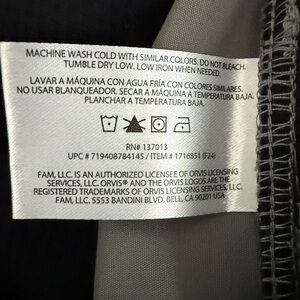 MACHINE WASH COLD WITH SIMILAR COLORS. DO NOT BLEACH.
TUMBLE DRY LOW. LOW IRON WHEN NEEDED.
LAVAR A MÁQUINA CON AGUA FRÍA CON COLORES SIMILARES.
NO USAR BLANQUEADOR. SECAR A MÁQUINA A TEMPERATURA BAJA.
PLANCHAR A TEMPERATURA BAJA.
RN# 137013
UPC # 719408784145 / ITEM # 1716851 (F24)
FAM, LLC. IS AN AUTHORIZED LICENSEE OF ORVIS LICENSING
SERVICES, LLC. ORVIS® AND THE ORVIS LOGOS ARE THE
REGISTERED TRADEMARKS OF ORVIS LICENSING SERVICES, LLC.
FAM, LLC. 5553 BANDINI BLVD. BELL, CA 90201 USA